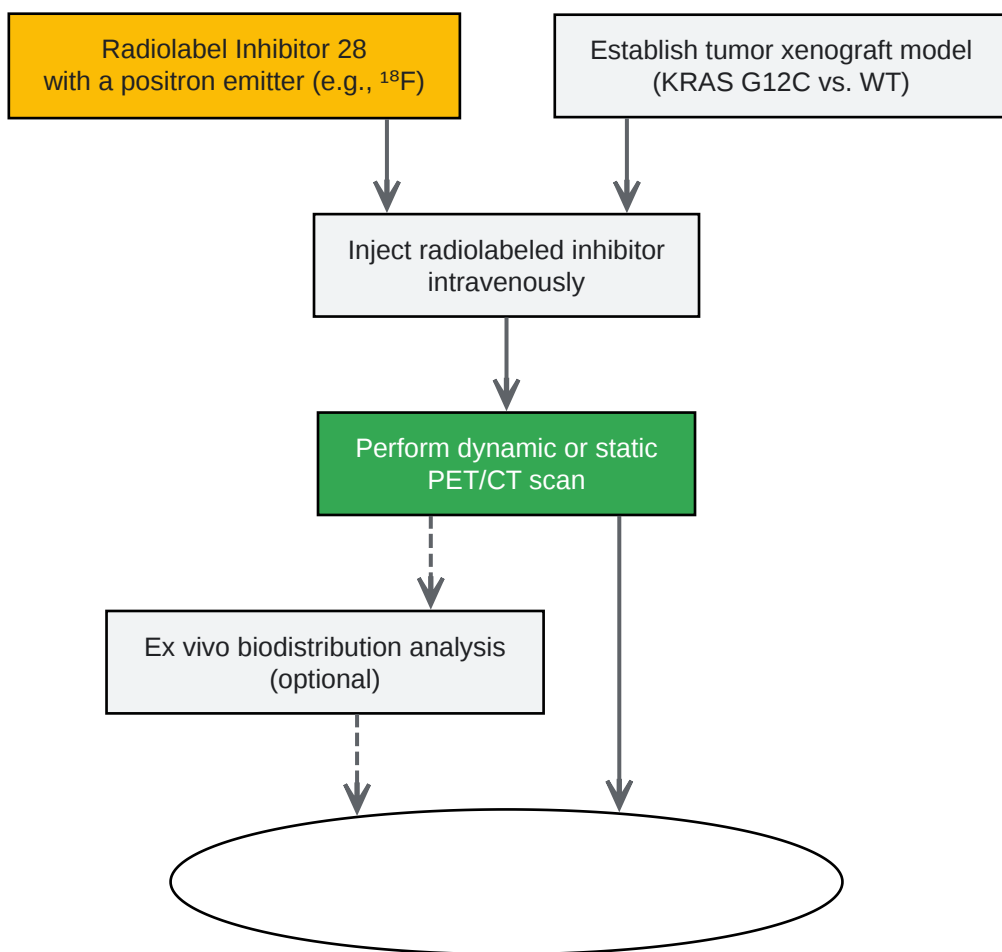 Radiolabel Inhibitor 28
with a positron emitter (e.g., ¹⁸F)
Establish tumor xenograft model
(KRAS G12C vs. WT)
Inject radiolabeled inhibitor
intravenously
Perform dynamic or static
PET/CT scan
Ex vivo biodistribution analysis
(optional)